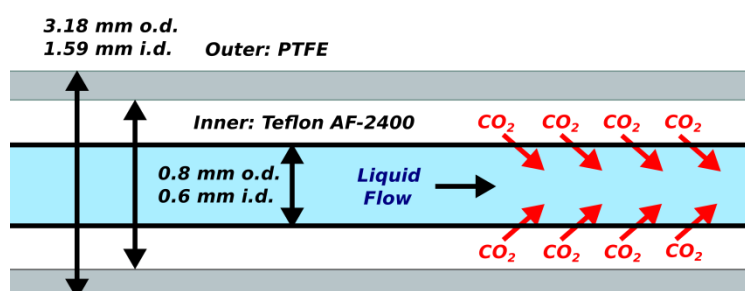 3.18 mm o.d.
1.59 mm i.d.
Outer: PTFE
Inner: Teflon AF-2400
CO2 CO2 CO2 CO2
0.8 mm o.d.
0.6 mm i.d.
Liquid
Flow
CO2 CO2 CO2 CO2